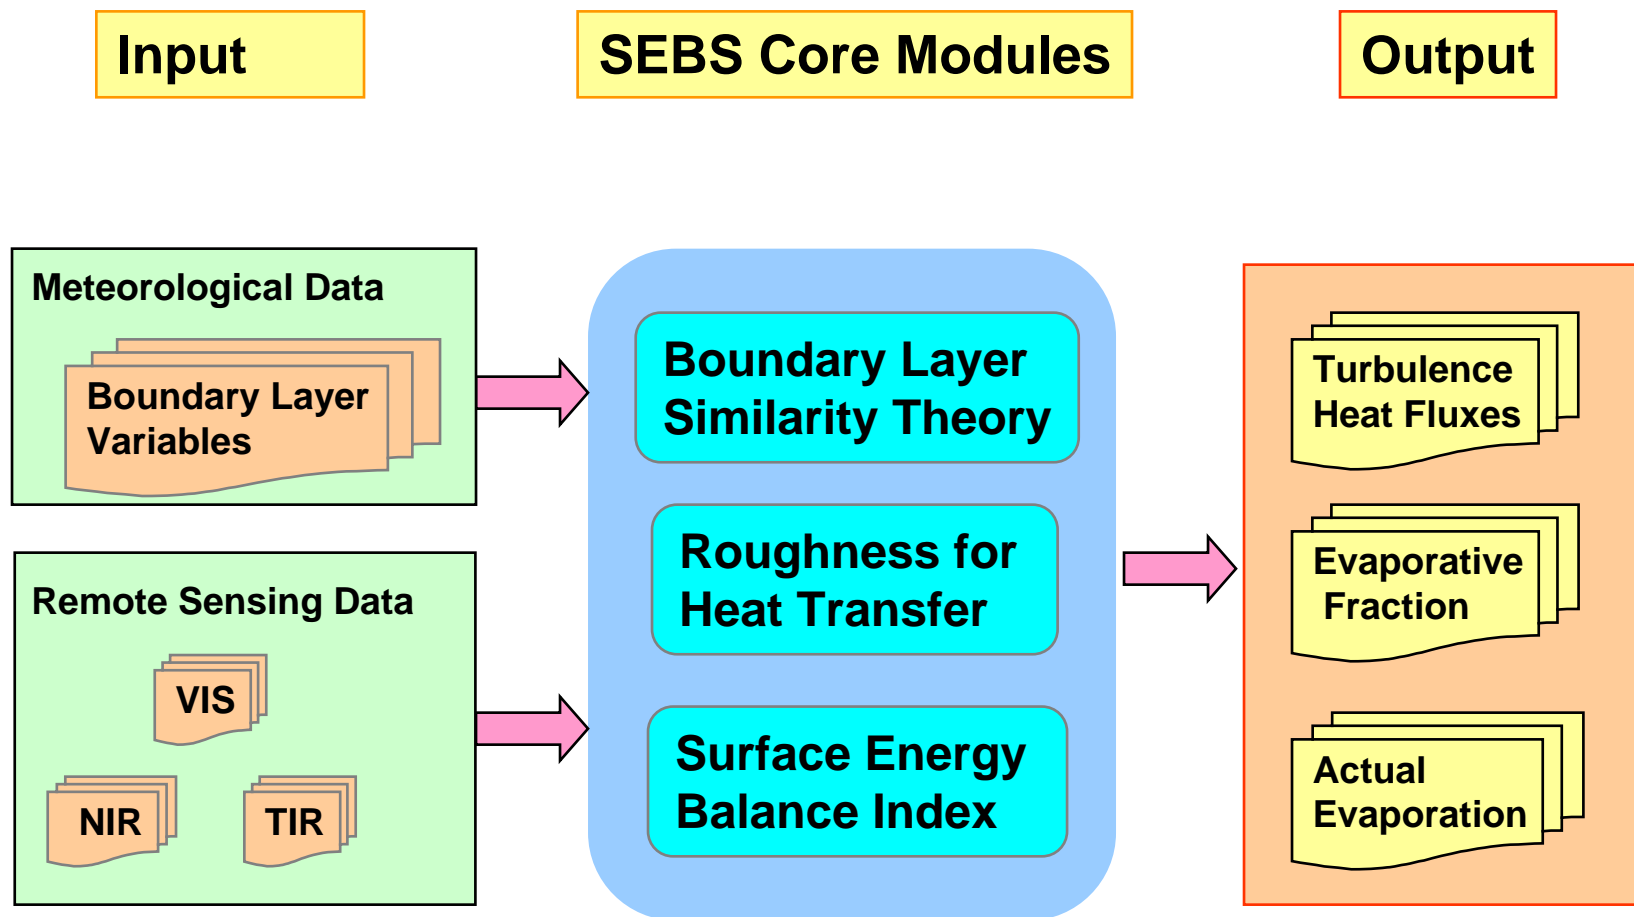 Input
SEBS Core Modules
Output
Meteorological Data
Boundary Layer
Variables
Remote Sensing Data
VIS
NIR
TIR
Boundary Layer
Similarity Theory
Roughness for
Heat Transfer
Surface Energy
Balance Index
Turbulence
Heat Fluxes
Evaporative
Fraction
Actual
Evaporation